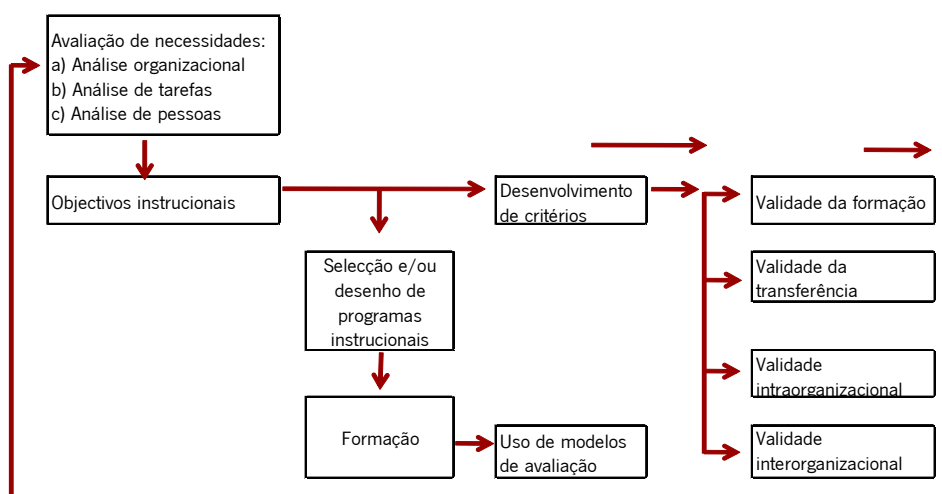 Avaliação de necessidades:
a) Análise organizacional
b) Análise de tarefas
c) Análise de pessoas
Objectivos instrucionais
Desenvolvimento
de critérios
Validade da formação
Selecção e/ou
desenho de
programas
instrucionais
Validade da
transferência
Validade
intraorganizacional
Formação
Uso de modelos
de avaliação
Validade
interorganizacional